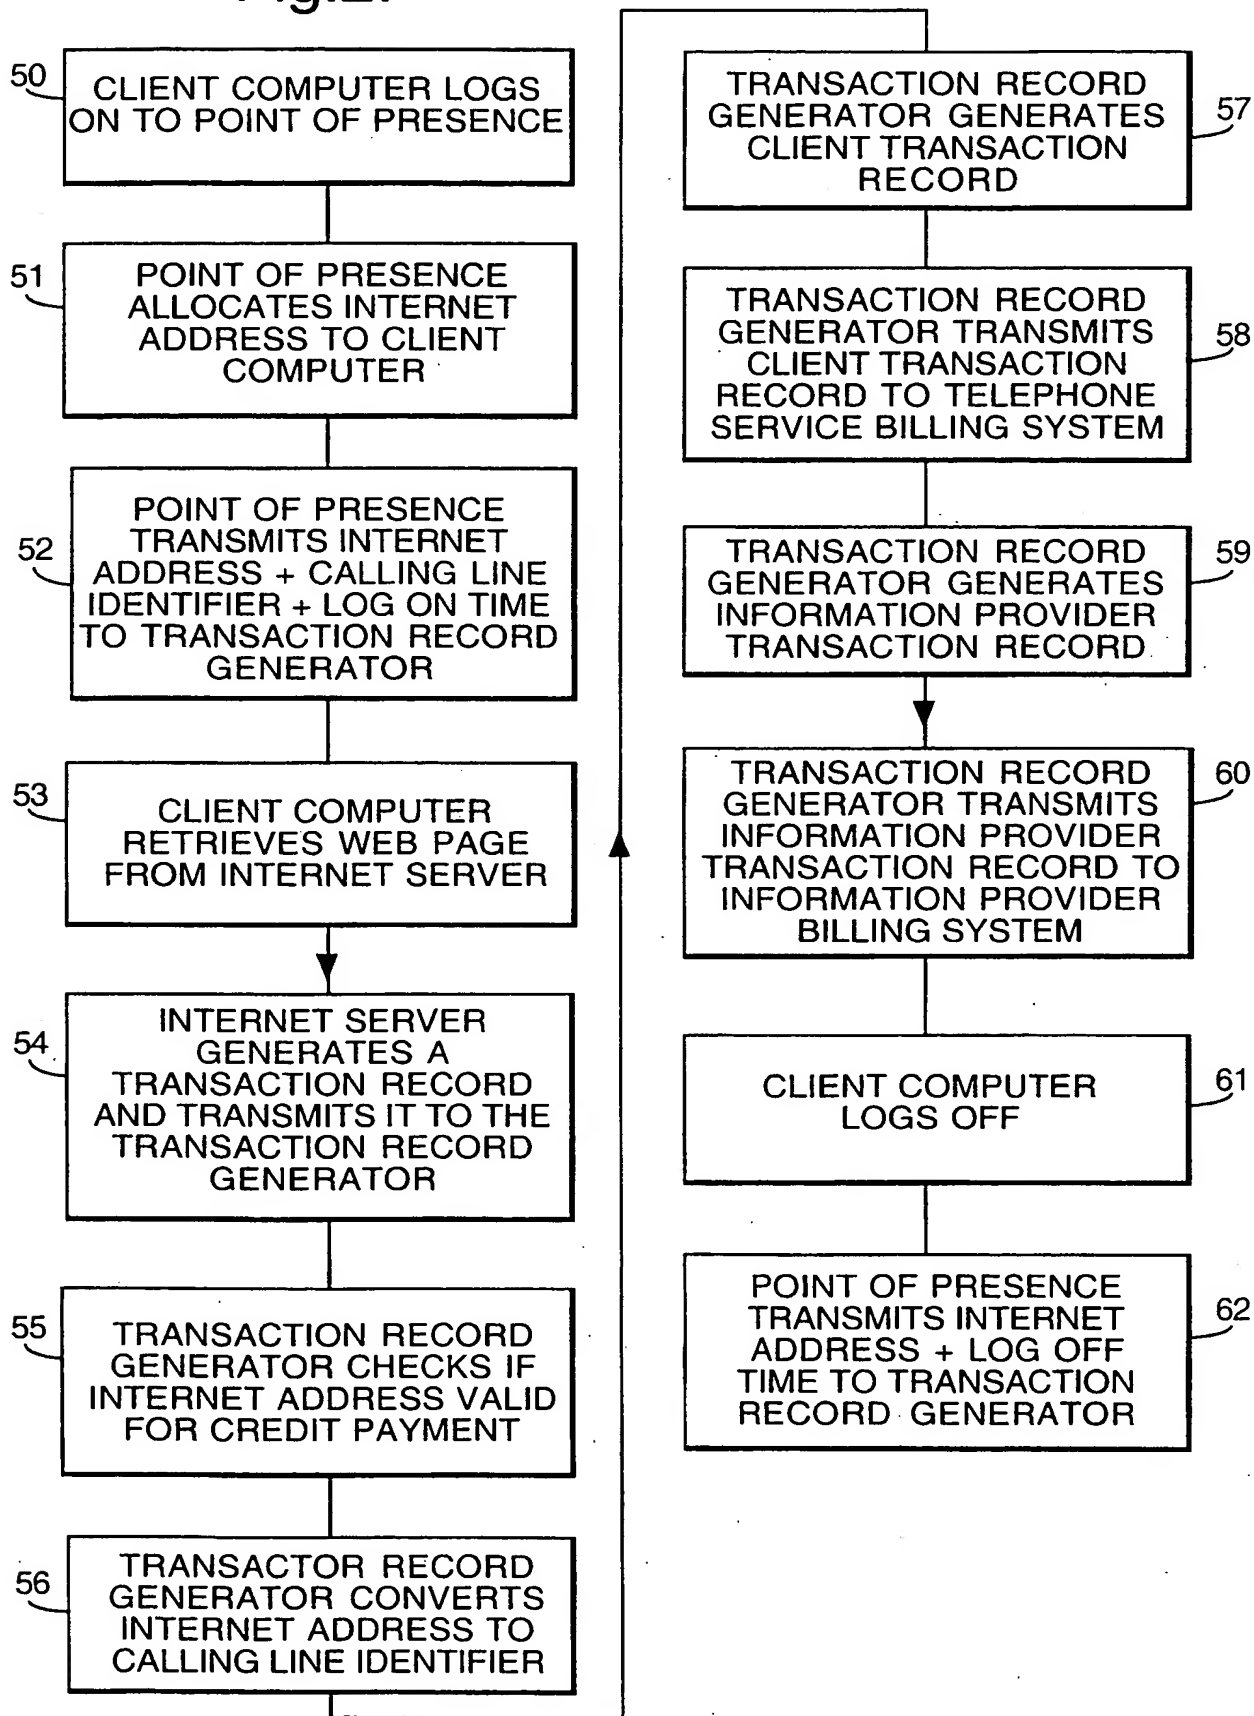 50
CLIENT COMPUTER LOGS
ON TO POINT OF PRESENCE
51
POINT OF PRESENCE
ALLOCATES INTERNET
ADDRESS TO CLIENT
COMPUTER
52
POINT OF PRESENCE
TRANSMITS INTERNET
ADDRESS + CALLING LINE
IDENTIFIER + LOG ON TIME
TO TRANSACTION RECORD
GENERATOR
53
CLIENT COMPUTER
RETRIEVES WEB PAGE
FROM INTERNET SERVER
54
INTERNET SERVER
GENERATES A
TRANSACTION RECORD
AND TRANSMITS IT TO THE
TRANSACTION RECORD
GENERATOR
55
TRANSACTION RECORD
GENERATOR CHECKS IF
INTERNET ADDRESS VALID
FOR CREDIT PAYMENT
56
TRANSACTOR RECORD
GENERATOR CONVERTS
INTERNET ADDRESS TO
CALLING LINE IDENTIFIER
57
TRANSACTION RECORD
GENERATOR GENERATES
CLIENT TRANSACTION
RECORD
58
TRANSACTION RECORD
GENERATOR TRANSMITS
CLIENT TRANSACTION
RECORD TO TELEPHONE
SERVICE BILLING SYSTEM
59
TRANSACTION RECORD
GENERATOR GENERATES
INFORMATION PROVIDER
TRANSACTION RECORD
60
TRANSACTION RECORD
GENERATOR TRANSMITS
INFORMATION PROVIDER
TRANSACTION RECORD TO
INFORMATION PROVIDER
BILLING SYSTEM
61
CLIENT COMPUTER
LOGS OFF
62
POINT OF PRESENCE
TRANSMITS INTERNET
ADDRESS + LOG OFF
TIME TO TRANSACTION
RECORD GENERATOR